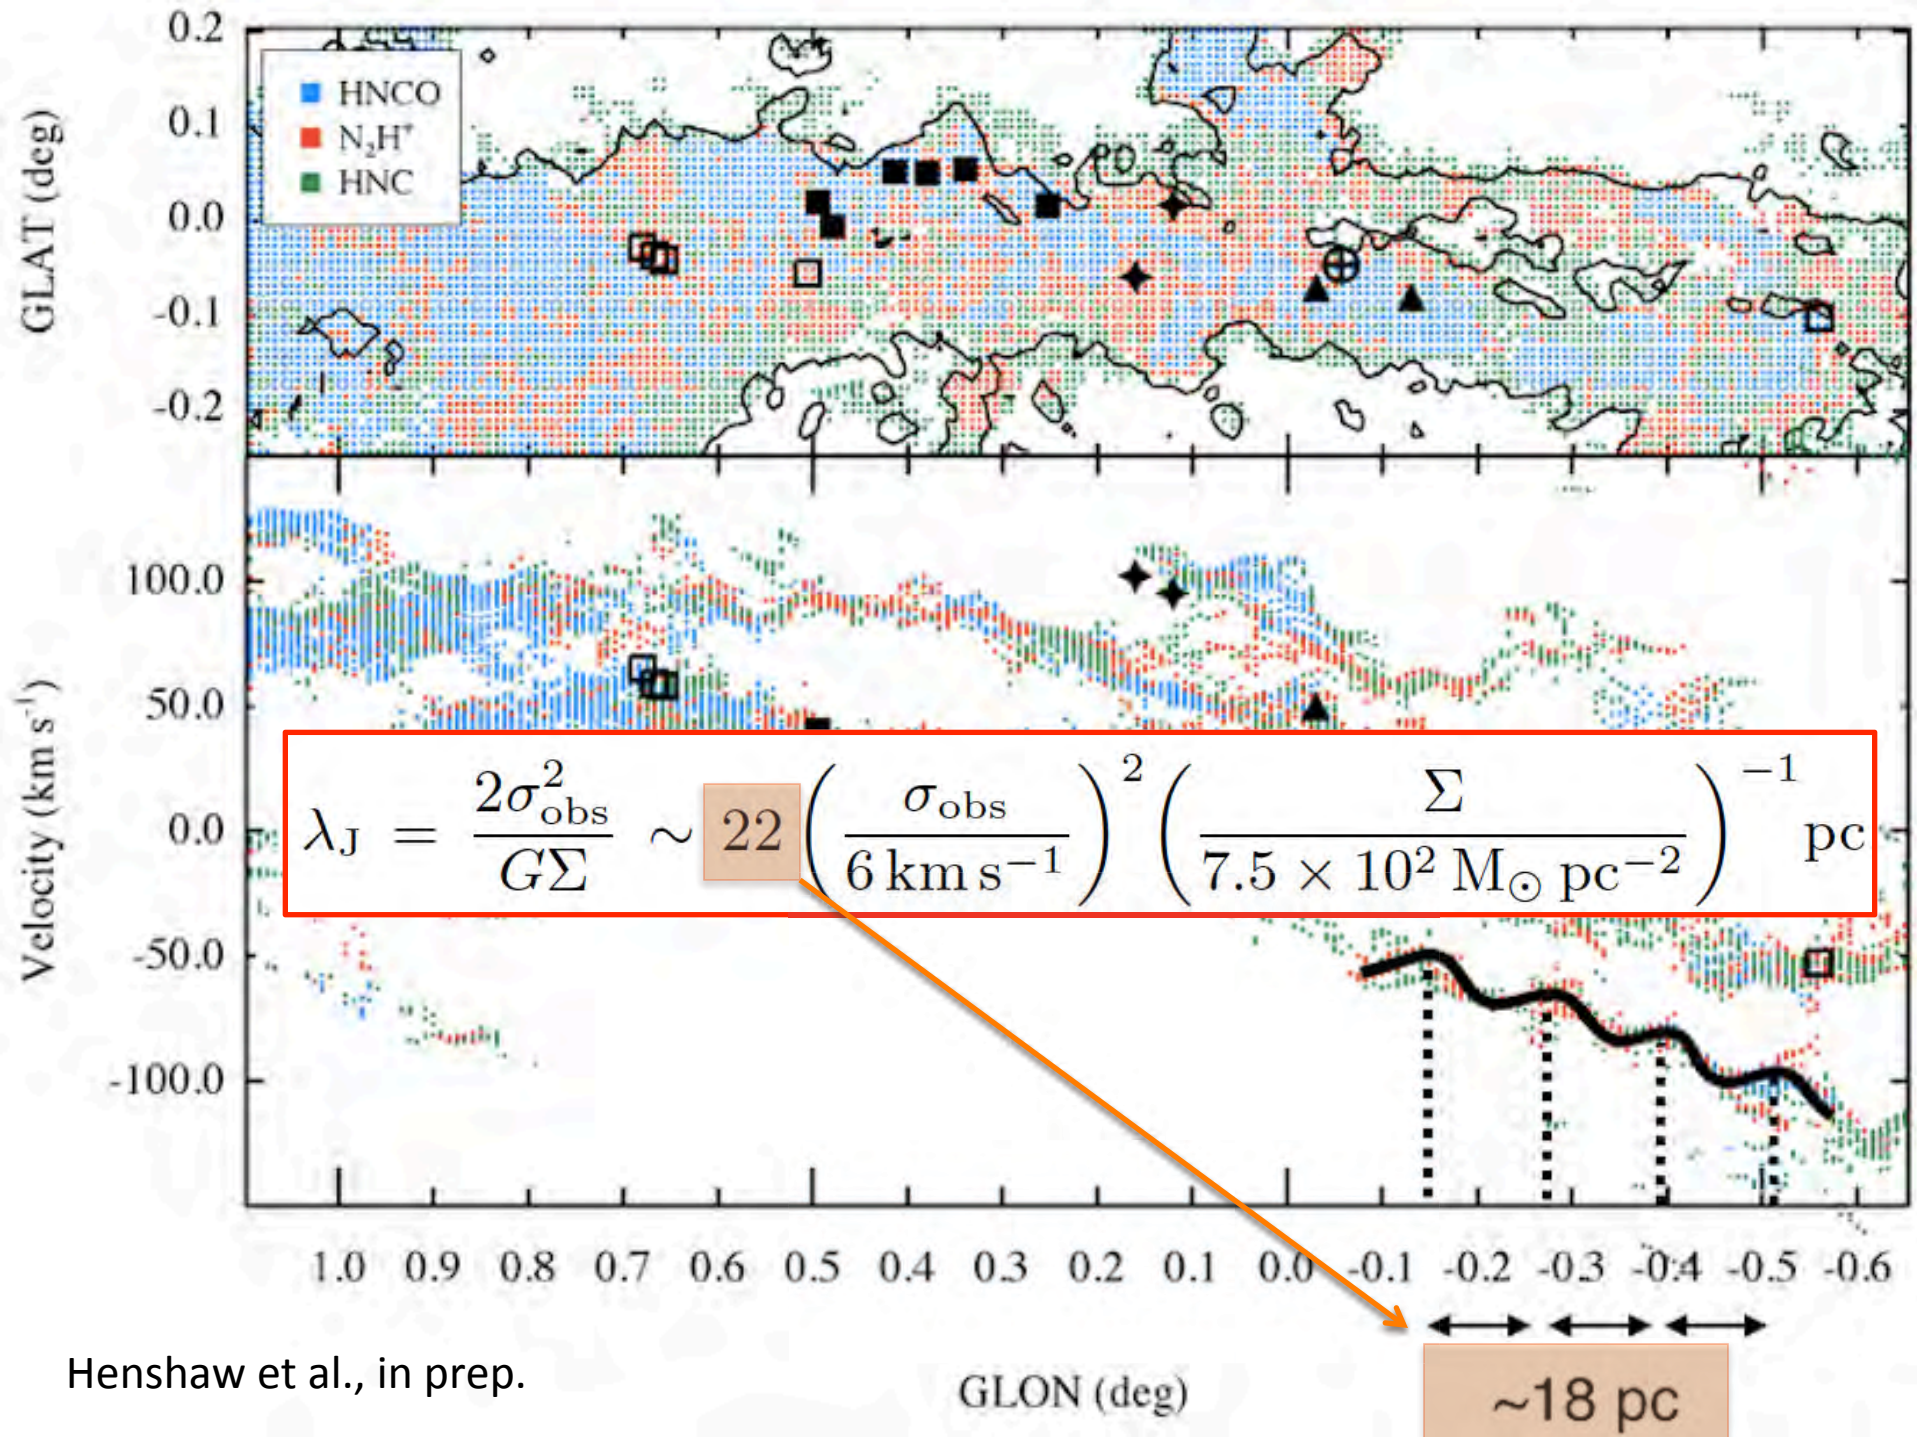 0.2
0.1
0.0
-0.1
-0.2
GLAT (deg)
HNCO
N₂H⁺
HNC
100.0
50.0
0.0
-50.0
-100.0
Velocity (km s⁻¹)
λ_J = 2σ²_obs / GΣ ~ 22 (σ_obs / 6 km s⁻¹)² (Σ / 7.5 × 10² M_⊙ pc⁻²)⁻¹ pc
1.0 0.9 0.8 0.7 0.6 0.5 0.4 0.3 0.2 0.1 0.0 -0.1 -0.2 -0.3 -0.4 -0.5 -0.6
Henshaw et al., in prep.
GLON (deg)
~18 pc